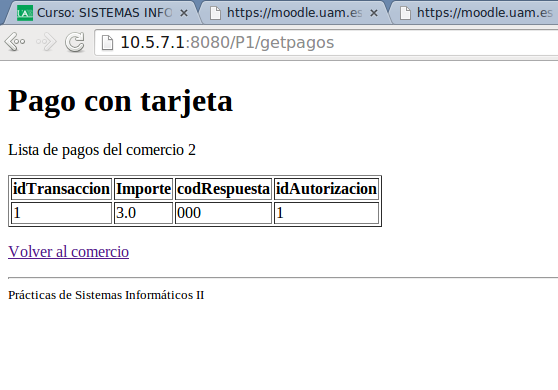 Curso: SISTEMAS INFO
https://moodle.uam.es
https://moodle.uam.es
10.5.7.1:8080/P1/getpagos
Pago con tarjeta
Lista de pagos del comercio 2
idTransaccion Importe codRespuesta idAutorizacion
1 3.0 000 1
Volver al comercio
Prácticas de Sistemas Informáticos II